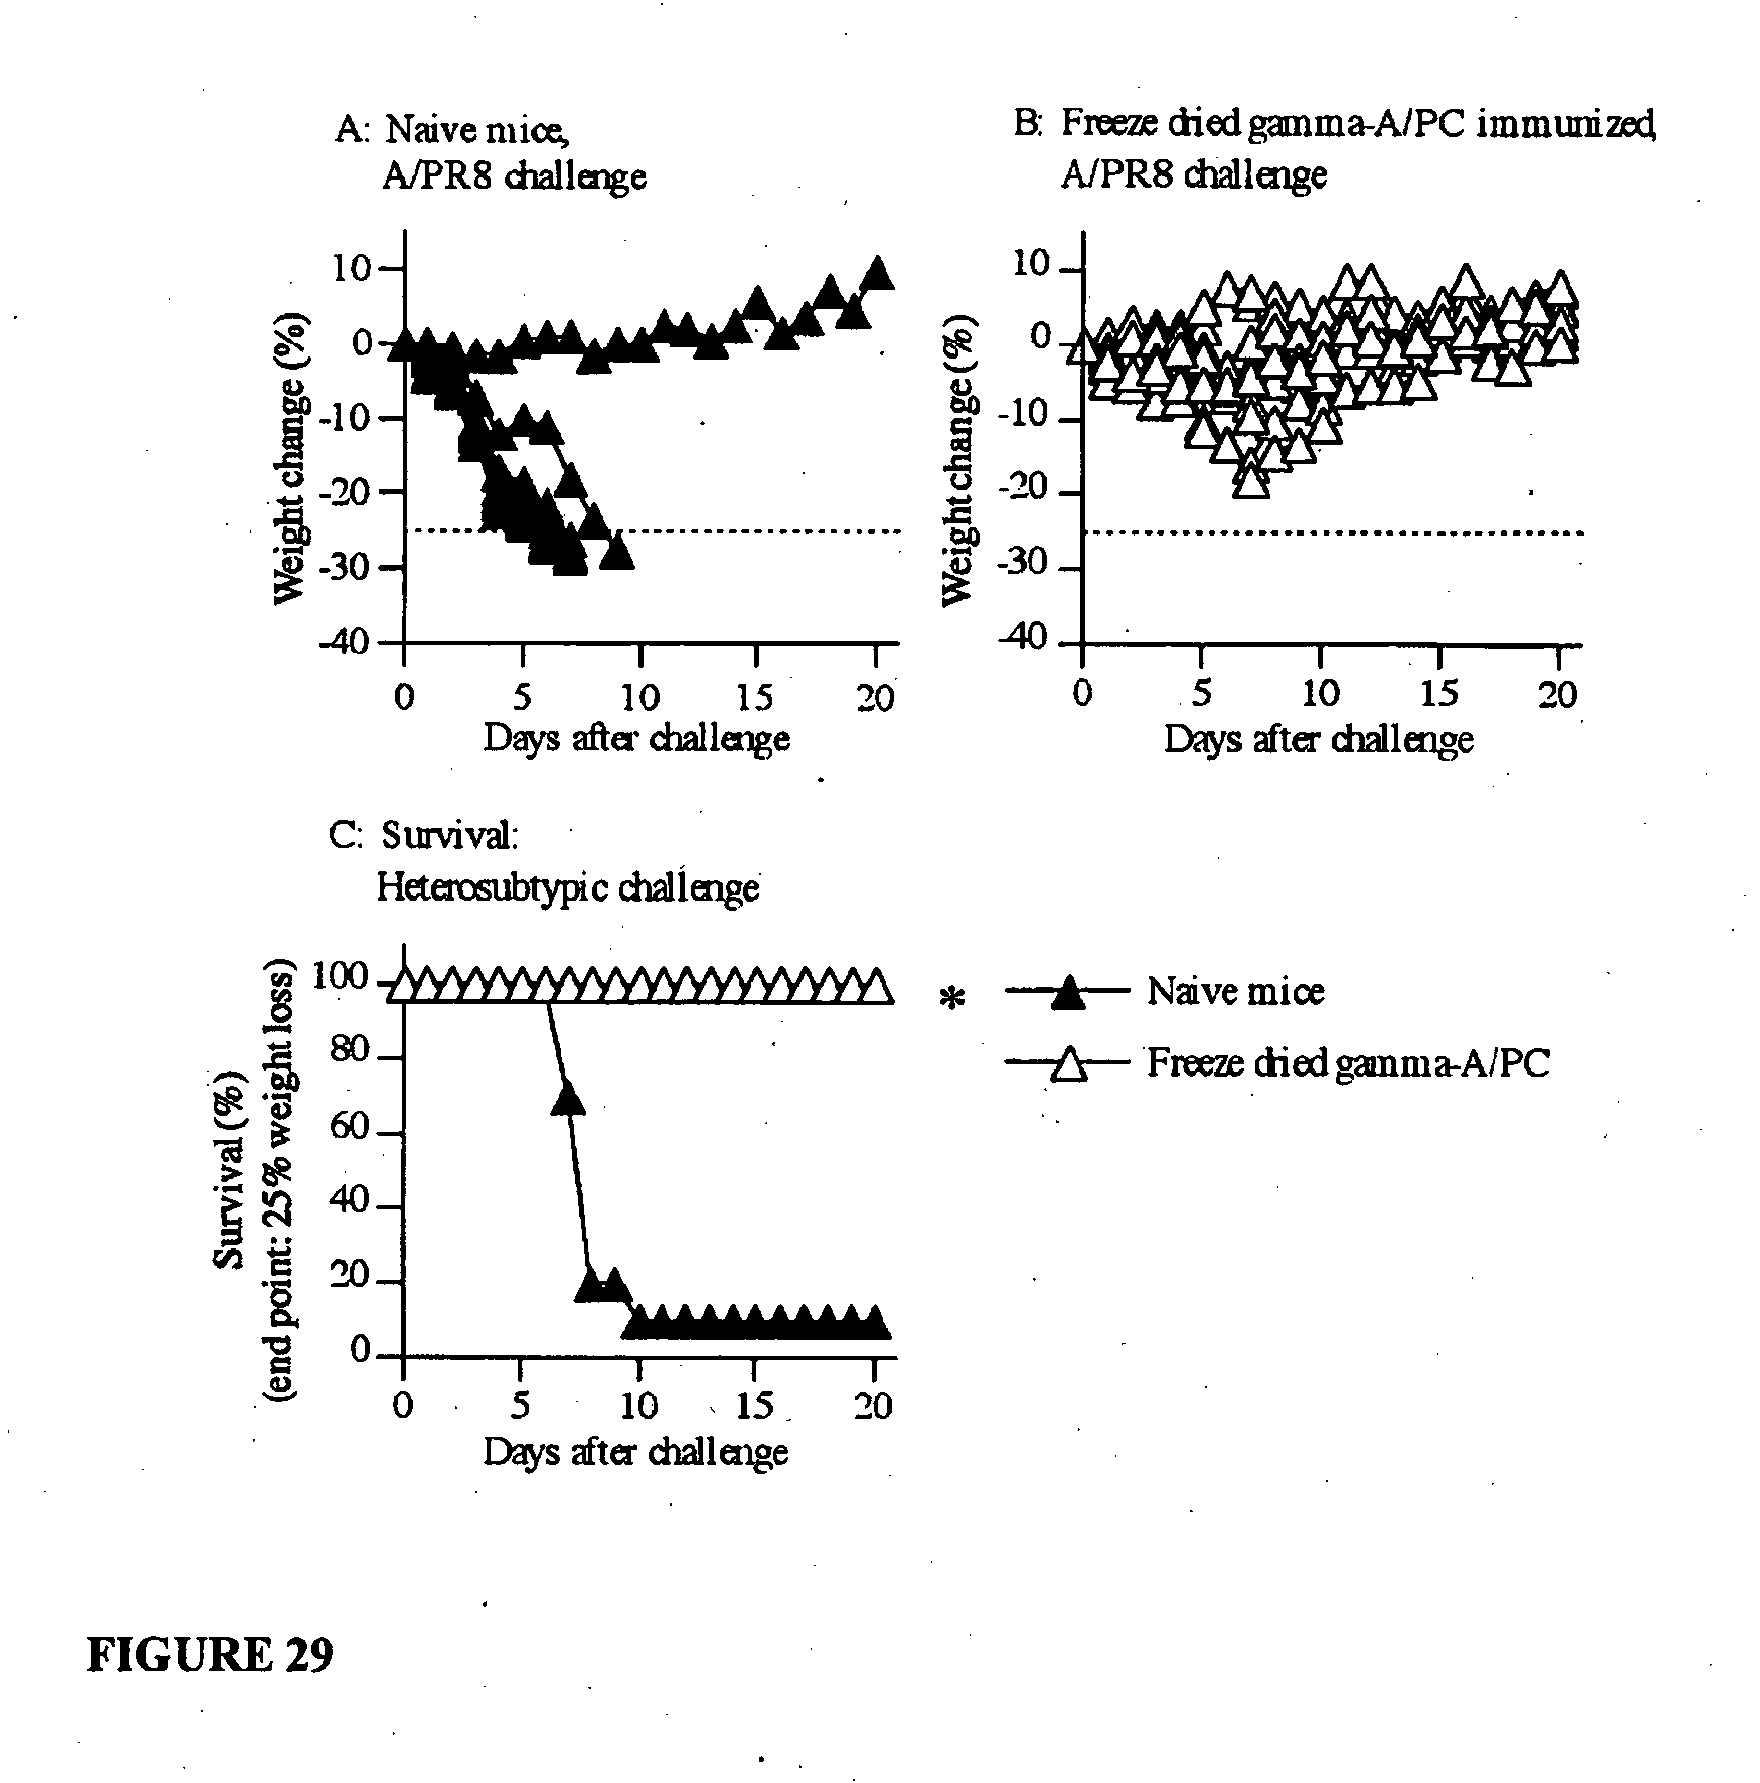 A: Naive mice,
A/PR8 challenge
B: Freeze dried gamma-A/PC immunized,
A/PR8 challenge
Weight change (%)
10
0
-10
-20
-30
-40
0 5 10 15 20
Days after challenge
Weight change (%)
10
0
-10
-20
-30
-40
0 5 10 15 20
Days after challenge
C: Survival:
Heterosubtypic challenge
Survival (%)
(end point: 25% weight loss)
100
80
60
40
20
0
0 5 10 15 20
Days after challenge
* Naive mice
Freeze dried gamma-A/PC
FIGURE 29